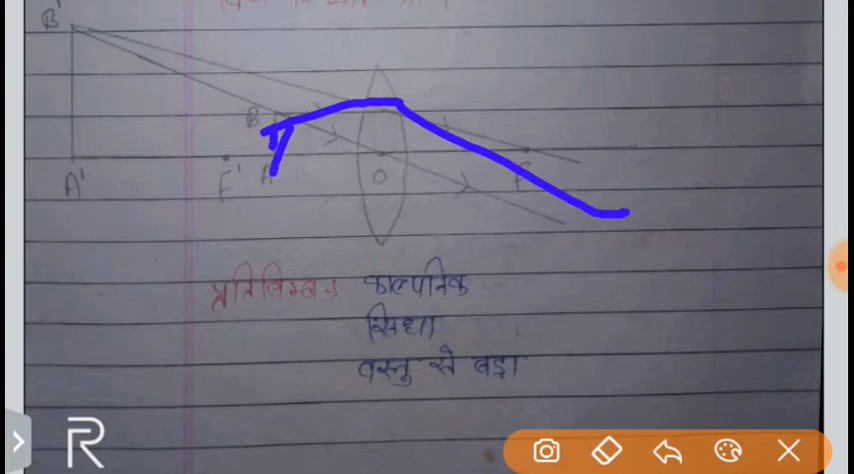 B'
B
A' F' A O F
प्रतिबिम्ब: काल्पनिक
सिधा
वस्तु से बड़ा
R